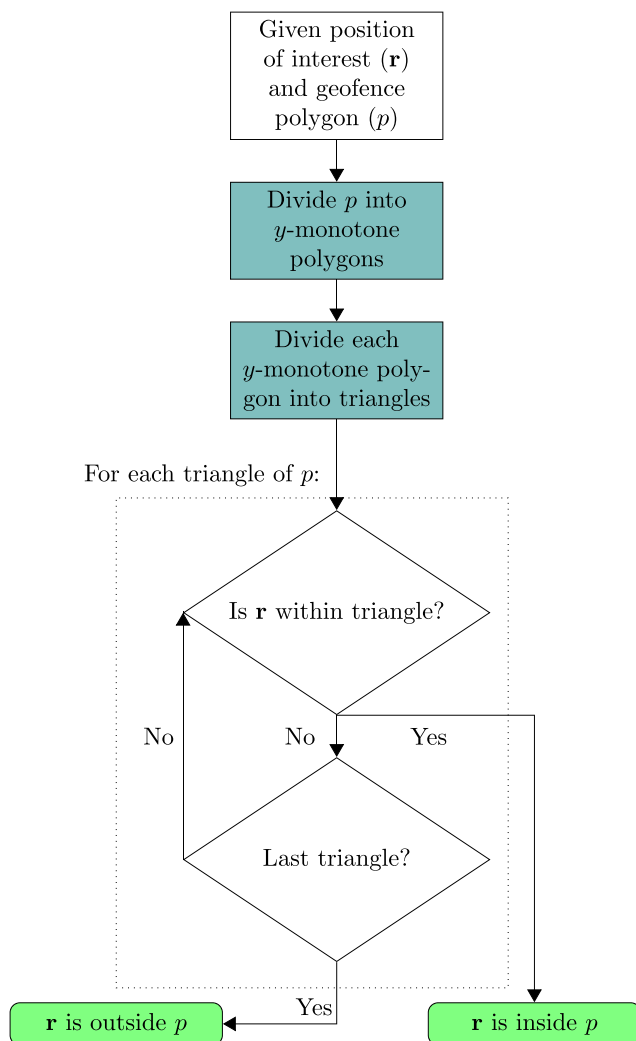 Given position
of interest (r)
and geofence
polygon (p)
Divide p into
y-monotone
polygons
Divide each
y-monotone poly-
gon into triangles
For each triangle of p:
Is r within triangle?
No
No
Yes
Last triangle?
Yes
r is outside p
r is inside p